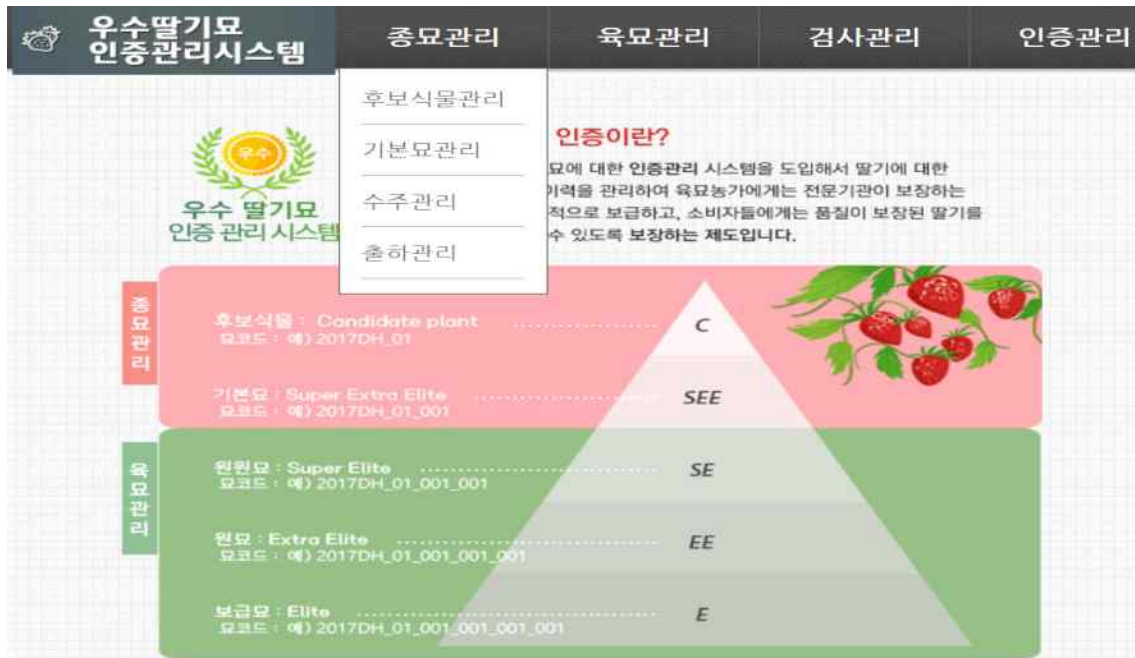 우수딸기묘
인증관리시스템
종묘관리
육묘관리
검사관리
인증관리
후보식물관리
기본묘관리
수주관리
출하관리
우수
우수 딸기묘
인증 관리 시스템
인증이란?
묘에 대한 인증관리 시스템을 도입해서 딸기에 대한
이력을 관리하여 육묘농가에게는 전문기관이 보장하는
적으로 보급하고, 소비자들에게는 품질이 보장된 딸기를
수 있도록 보장하는 제도입니다.
종묘관리
후보식물 : Candidate plant ..................... C
묘코드 : 예) 2017DH_01
기본묘 : Super Extra Elite ..................... SEE
묘코드 : 예) 2017DH_01_001
육묘관리
원원묘 : Super Elite ..................... SE
묘코드 : 예) 2017DH_01_001_001
원묘 : Extra Elite ..................... EE
묘코드 : 예) 2017DH_01_001_001_001
보급묘 : Elite ..................... E
묘코드 : 예) 2017DH_01_001_001_001_001